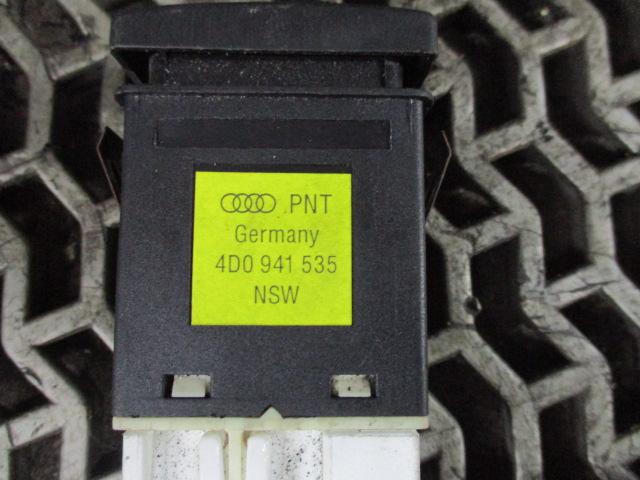 PNT
Germany
4D0 941 535
NSW